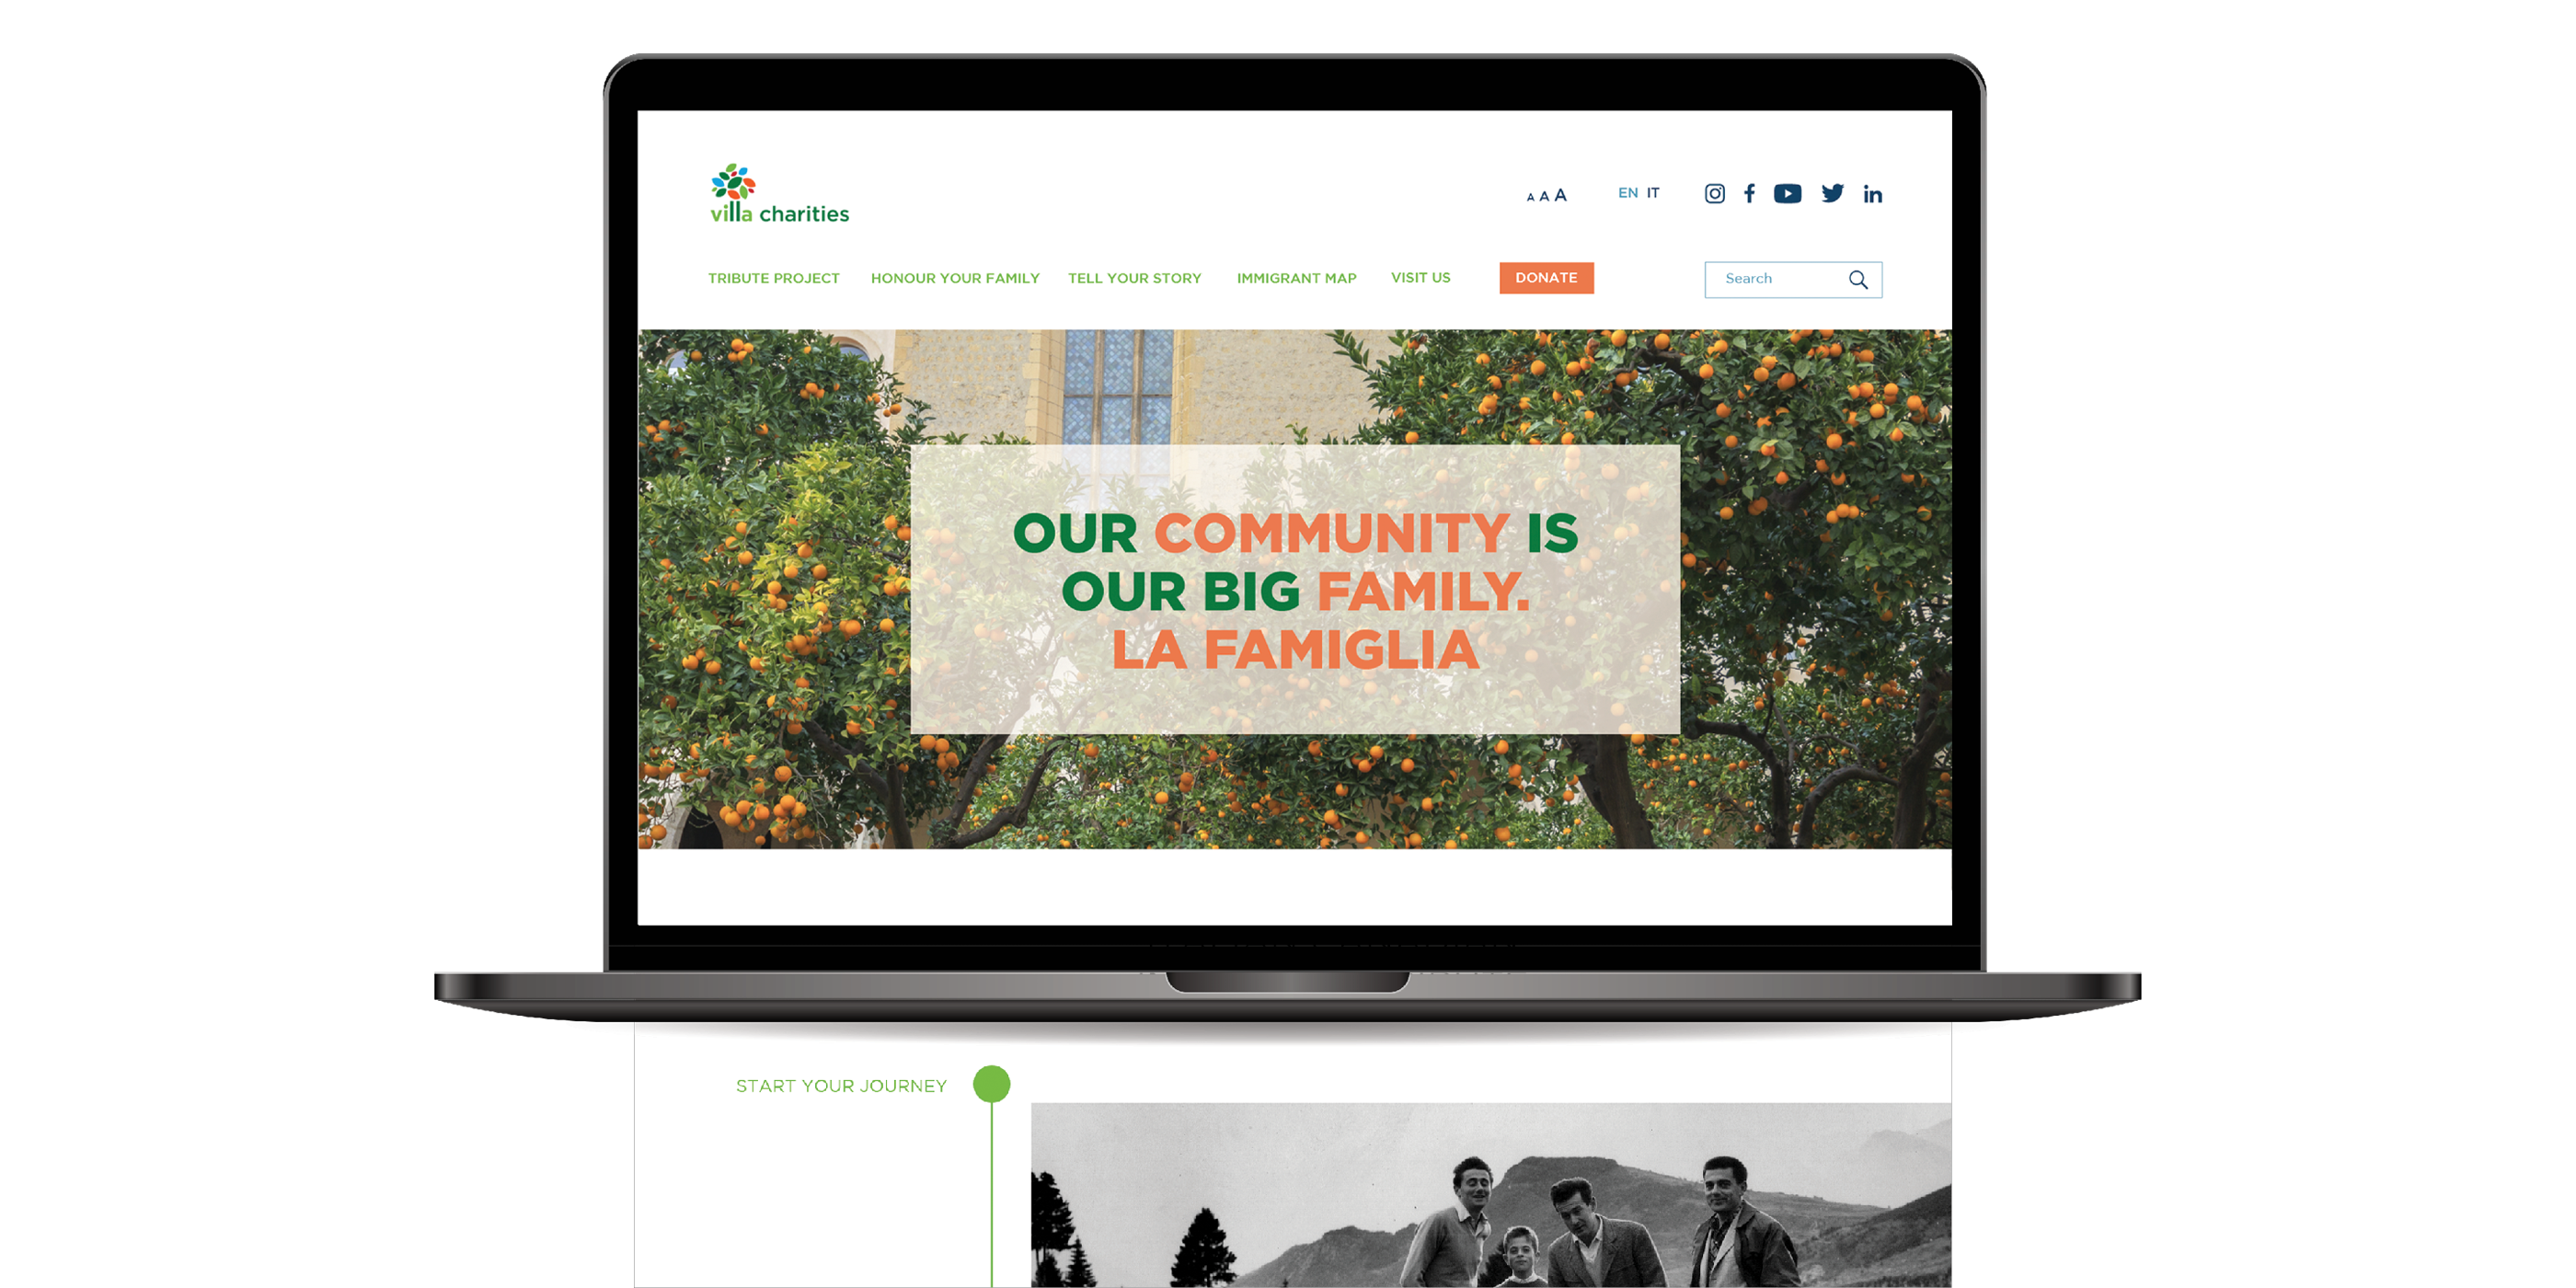 villa charities
A A A
EN IT
TRIBUTE PROJECT
HONOUR YOUR FAMILY
TELL YOUR STORY
IMMIGRANT MAP
VISIT US
DONATE
Search
OUR COMMUNITY IS
OUR BIG FAMILY.
LA FAMIGLIA
START YOUR JOURNEY